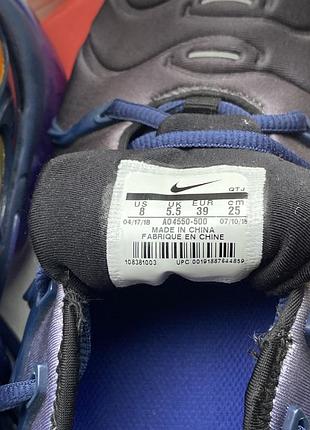 QTJ
US UK EUR cm
8 5.5 39 25
04/17/18 AO4550-500 07/10/18
MADE IN CHINA
FABRIQUE EN CHINE
108381003 UPC 00191887644859